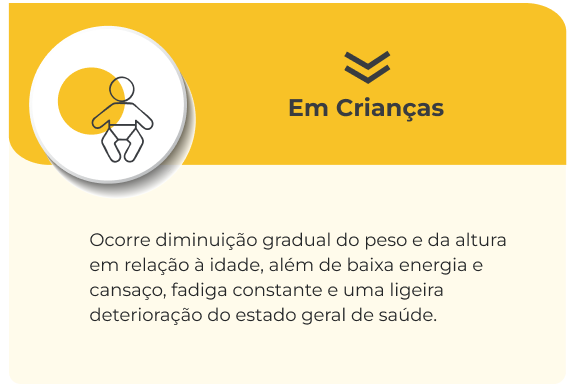 Em Crianças
Ocorre diminuição gradual do peso e da altura
em relação à idade, além de baixa energia e
cansaço, fadiga constante e uma ligeira
deterioração do estado geral de saúde.